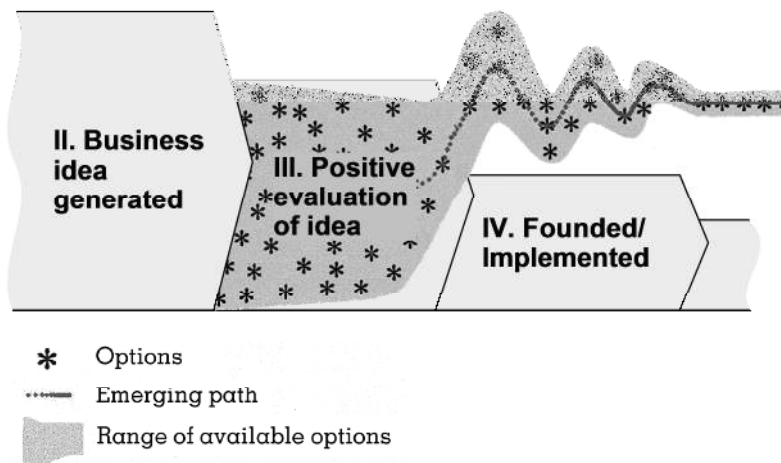 II. Business
idea
generated
III. Positive
evaluation
of idea
IV. Founded/
Implemented
Options
Emerging path
Range of available options